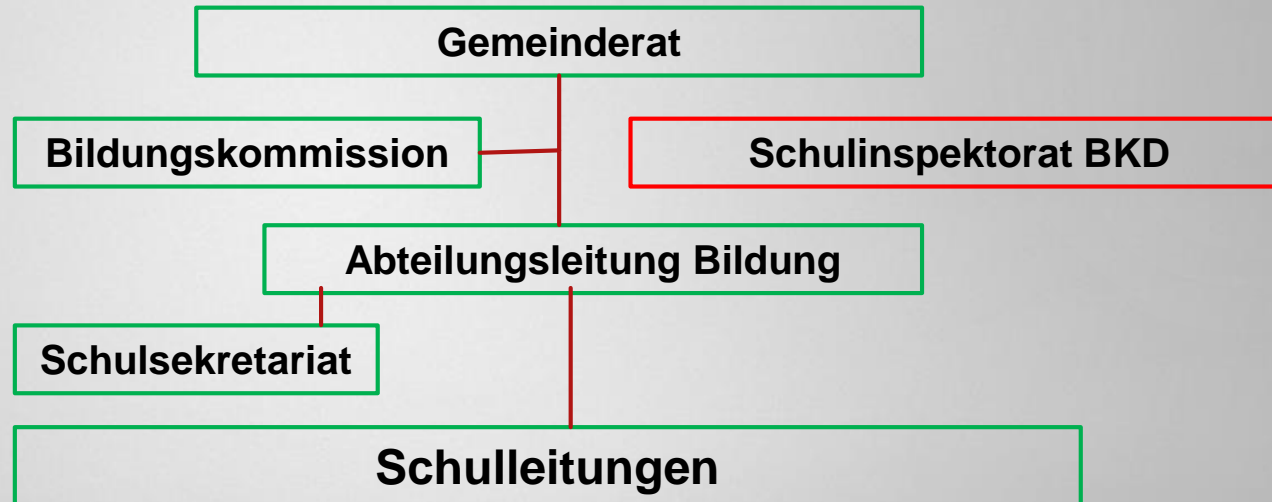 Gemeinderat
Bildungskommission
Schulinspektorat BKD
Abteilungsleitung Bildung
Schulsekretariat
Schulleitungen